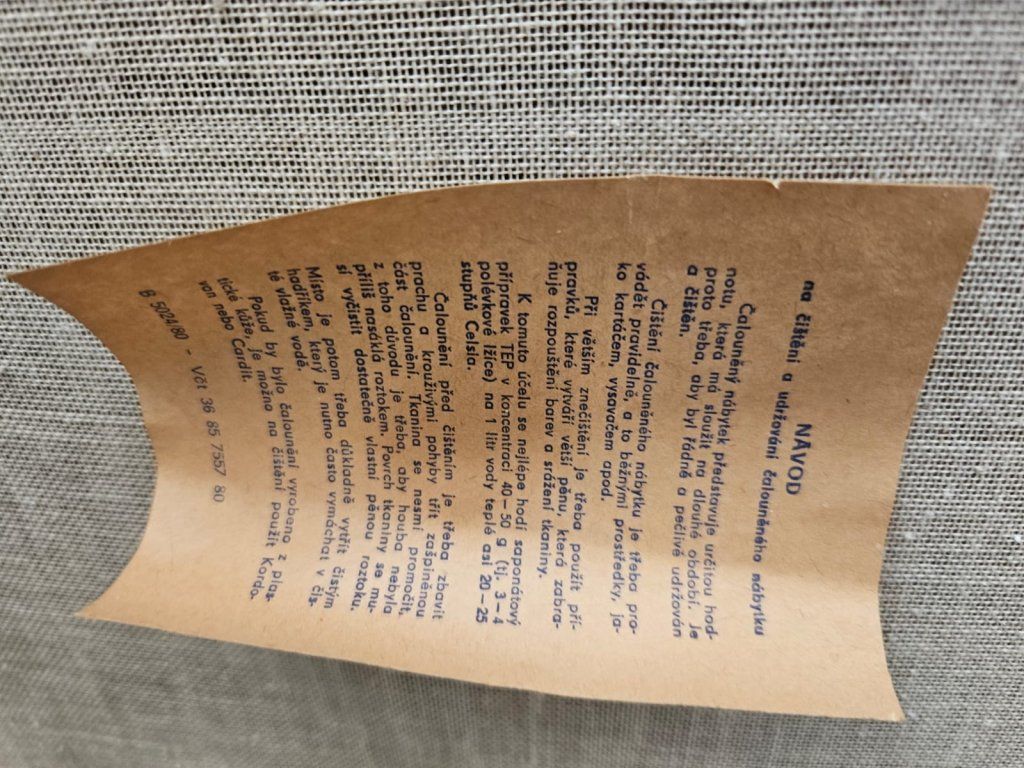 NÁVOD
na čištění a udržování čalouněného nábytku
Čalouněný nábytek představuje určitou hod-
notu, která má sloužit na dlouhé období. Je
proto třeba, aby byl řádně a pečlivě udržován
a čištěn.
Čištění čalouněného nábytku je třeba pro-
vádět pravidelně, a to běžnými prostředky, ja-
ko kartáčem, vysavačem apod.
Při větším znečištění je třeba použít pří-
pravků, které vytváří větší pěnu, která zabra-
ňuje rozpouštění barev a srážení tkaniny.
K tomuto účelu se nejlépe hodí saponátový
přípravek TEP v koncentraci 40–50 g (tj. 3–4
polévkové lžíce) na 1 litr vody teplé asi 20–25
stupňů Celsia.
Čalounění před čištěním je třeba zbavit
prachu a krouživými pohyby třít zašpiněnou
část čalounění. Tkanina se nesmí promočit,
z toho důvodu je třeba, aby houba nebyla
příliš nasáklá roztokem. Povrch tkaniny se mu-
sí vyčistit dostatečně vlastní pěnou roztoku.
Místo je potom třeba důkladně vytřít čistým
hadříkem, který je nutno často vymáchat v čis-
té vlažné vodě.
Pokud by bylo čalounění vyrobeno z plas-
tické kůže, je možno na čištění použít Kordo-
van nebo Cardit.
B 5024/80 - Včt 36 85 7557 80